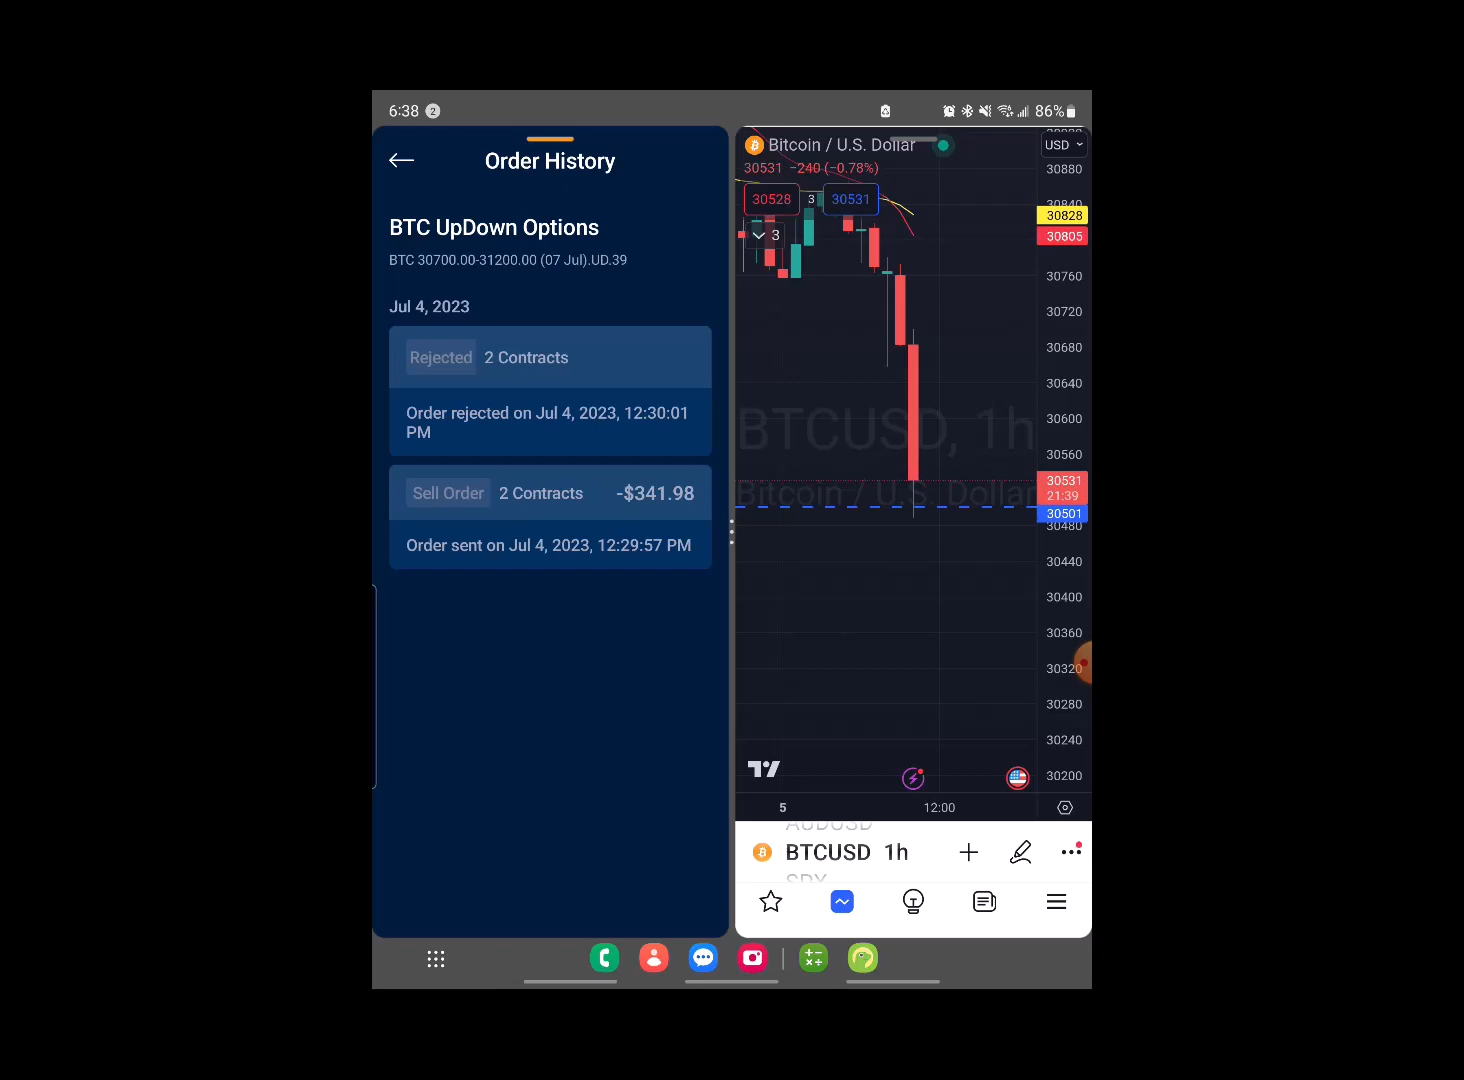 6:38 2
86%
Order History
BTC UpDown Options
BTC 30700.00-31200.00 (07 Jul).UD.39
Jul 4, 2023
Rejected 2 Contracts
Order rejected on Jul 4, 2023, 12:30:01
PM
Sell Order 2 Contracts -$341.98
Order sent on Jul 4, 2023, 12:29:57 PM
Bitcoin / U.S. Dollar
USD
30531 −240 (−0.78%)
30528 3 30531
3
BTCUSD, 1h
Bitcoin / U.S. Dollar
30880
30840
30828
30805
30760
30720
30680
30640
30600
30560
30531
21:39
30501
30480
30440
30400
30360
30320
30280
30240
30200
5 12:00
AUDUSD
BTCUSD 1h
SPY